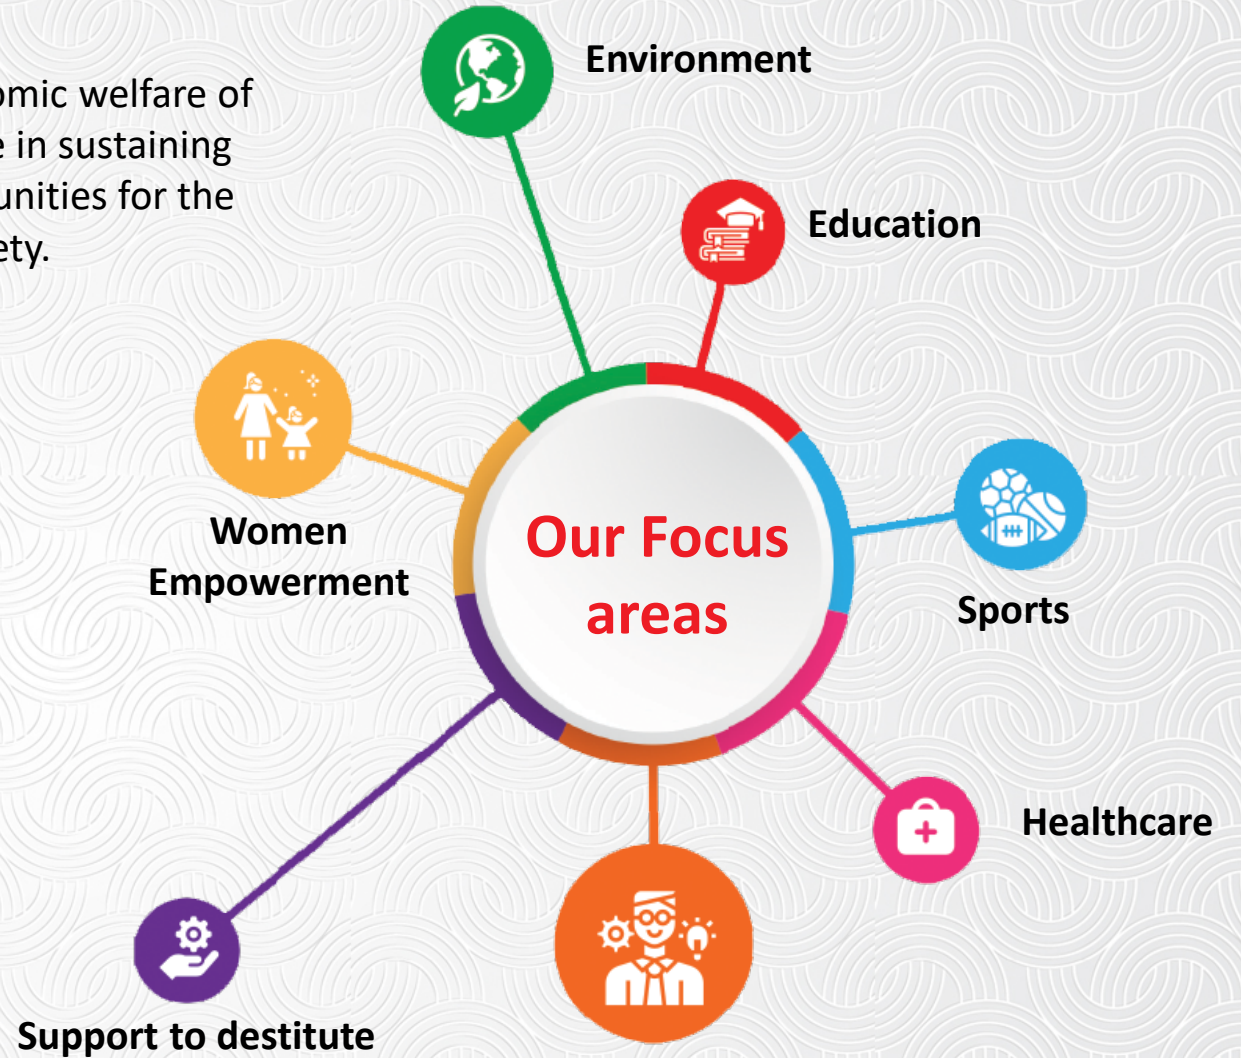 omic welfare of
e in sustaining
unities for the
ety.
Environment
Education
Women
Empowerment
Our Focus
areas
Sports
Healthcare
Support to destitute